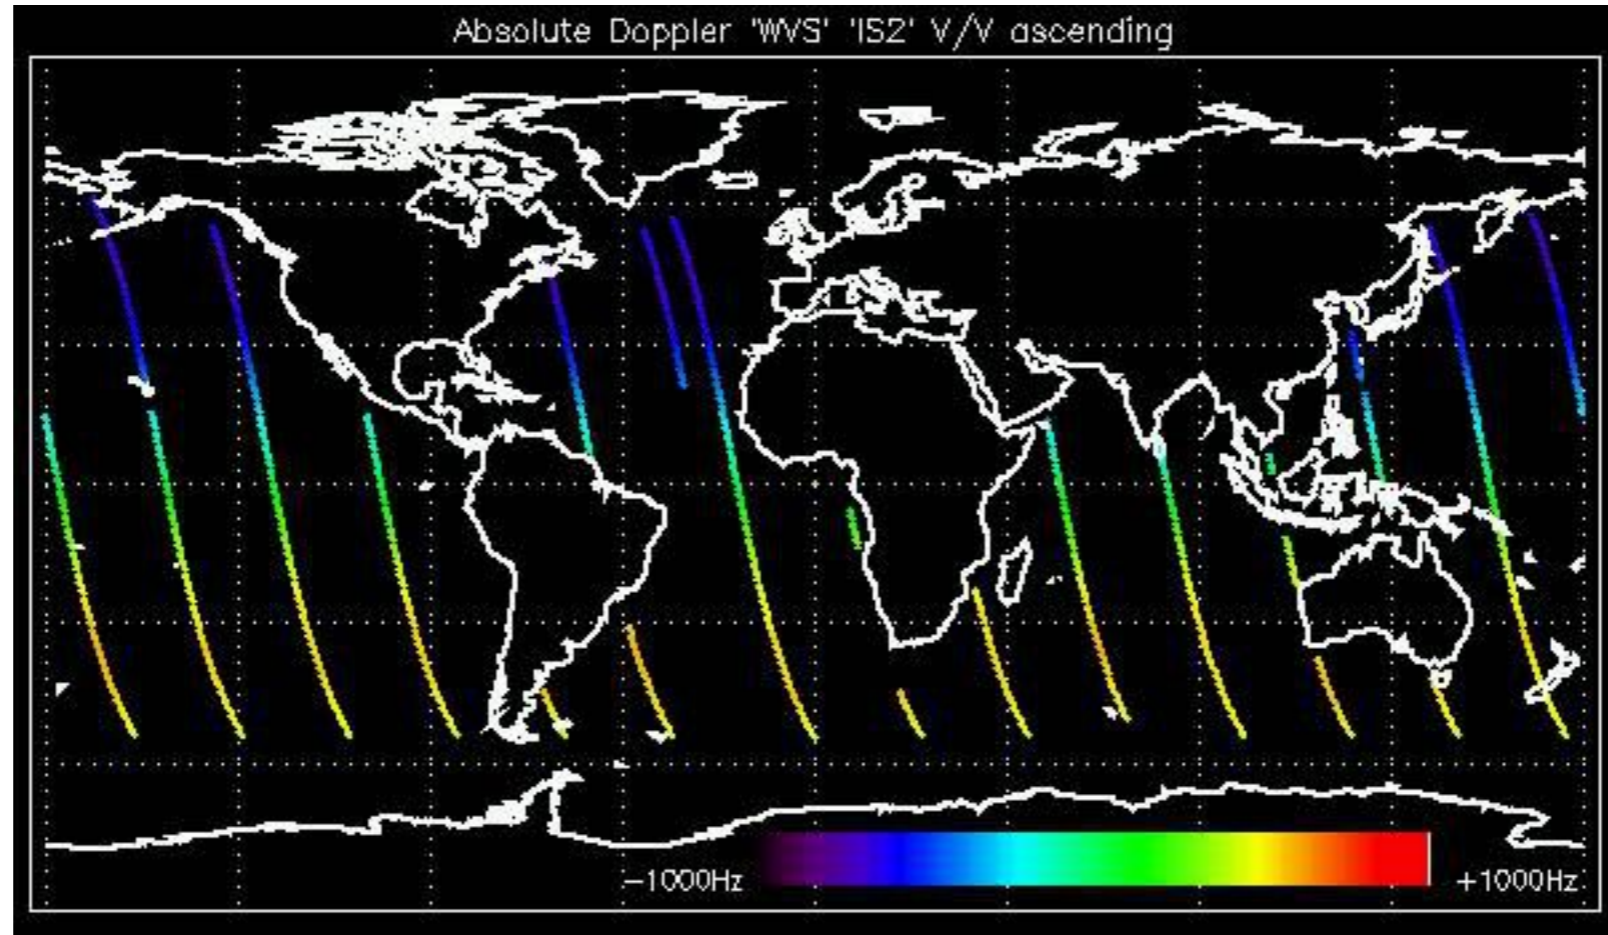 Absolute Doppler 'WVS' 'IS2' V/V ascending
−1000Hz +1000Hz